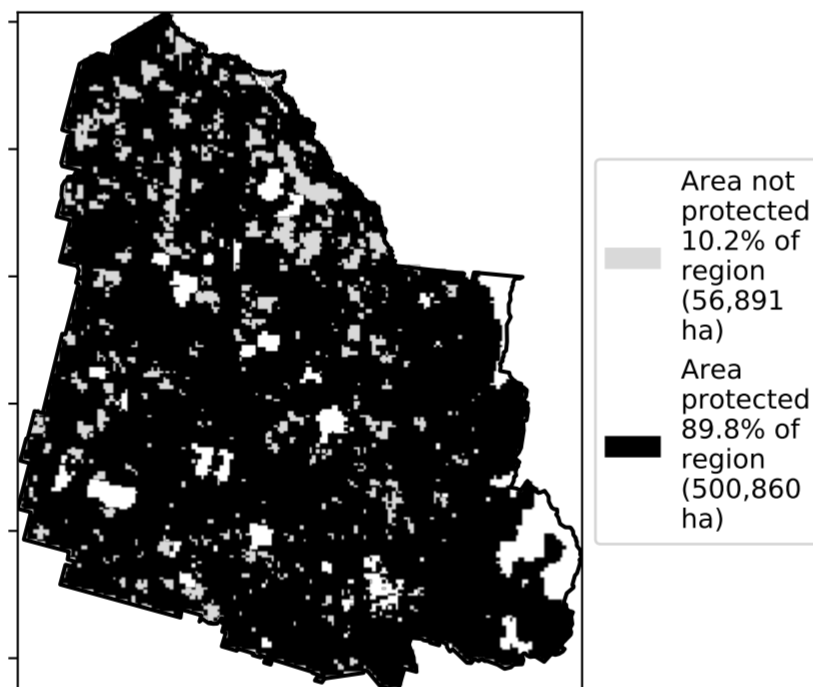 Area not
protected
10.2% of
region
(56,891
ha)
Area
protected
89.8% of
region
(500,860
ha)